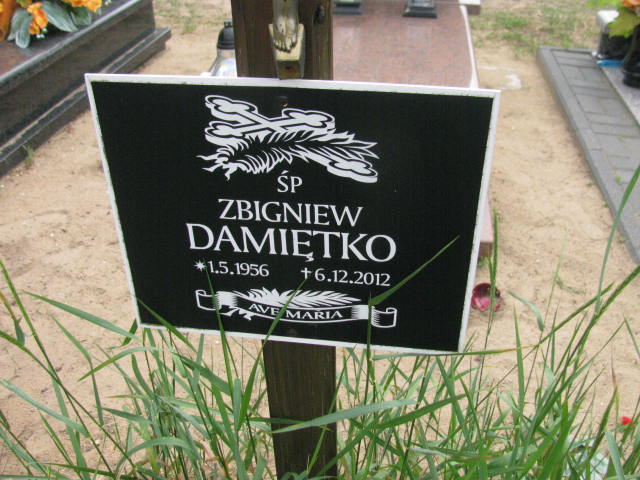 ŚP
ZBIGNIEW
DAMIĘTKO
*1.5.1956 †6.12.2012
AVE MARIA